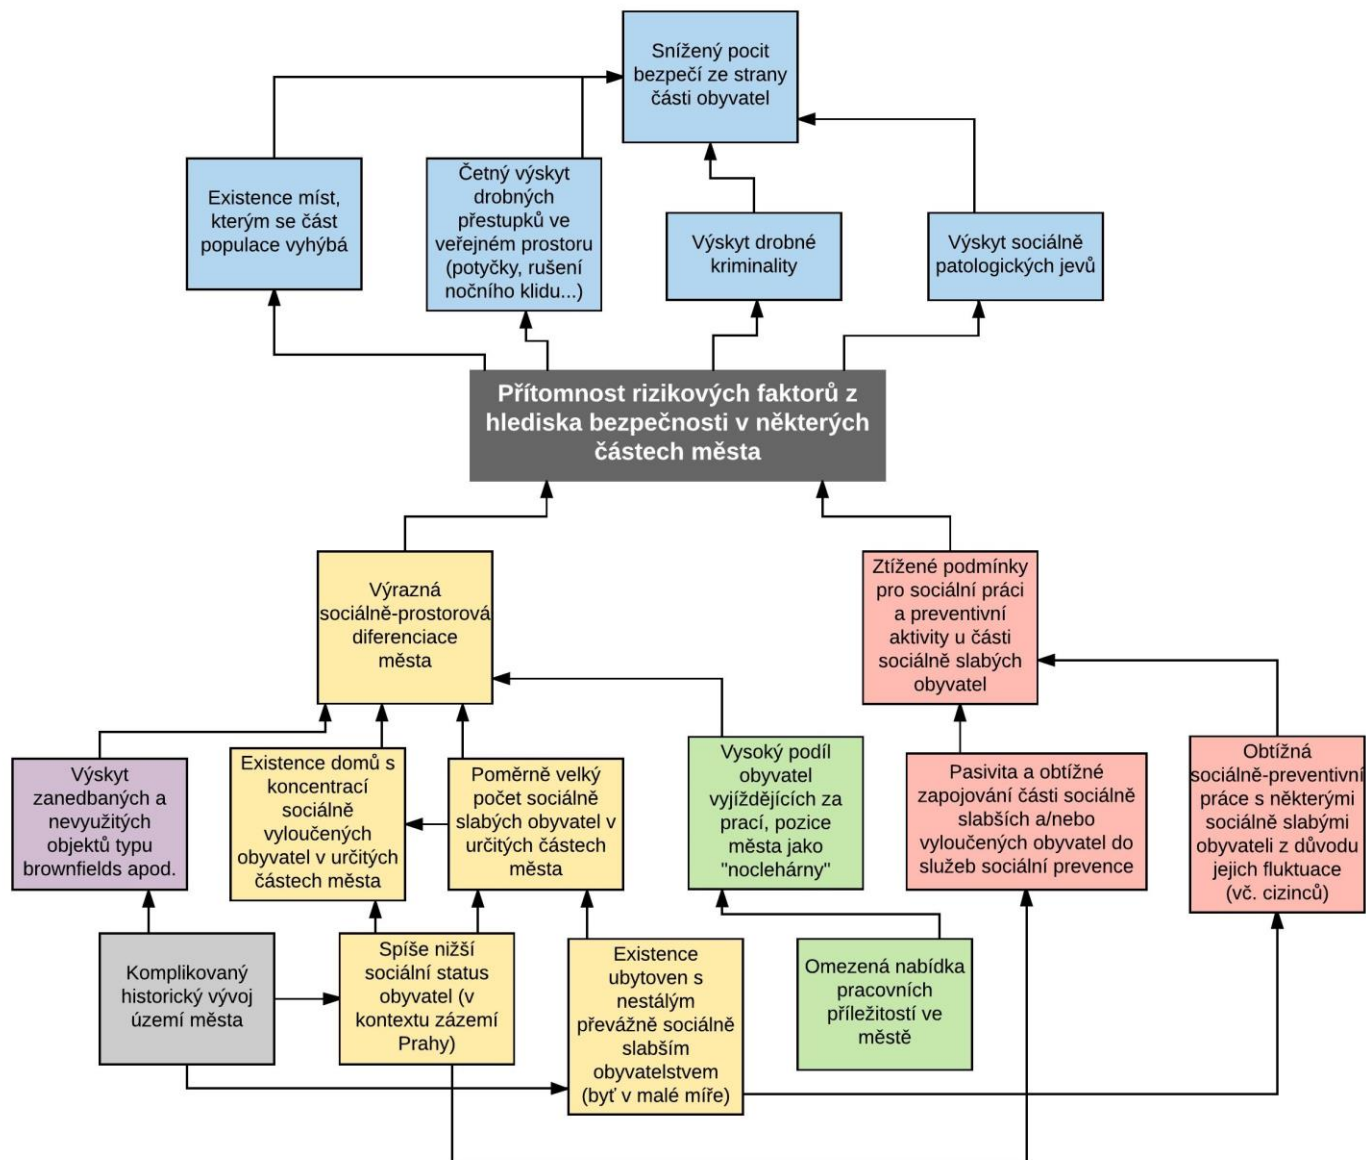 Snížený pocit
bezpečí ze strany
části obyvatel
Existence míst,
kterým se část
populace vyhýbá
Četný výskyt
drobných
přestupků ve
veřejném prostoru
(potyčky, rušení
nočního klidu...)
Výskyt drobné
kriminality
Výskyt sociálně
patologických jevů
Přítomnost rizikových faktorů z
hlediska bezpečnosti v některých
částech města
Výrazná
sociálně-prostorová
diferenciace
města
Ztížené podmínky
pro sociální práci
a preventivní
aktivity u části
sociálně slabých
obyvatel
Výskyt
zanedbaných a
nevyužitých
objektů typu
brownfields apod.
Existence domů s
koncentrací
sociálně
vyloučených
obyvatel v určitých
částech města
Poměrně velký
počet sociálně
slabých obyvatel v
určitých částech
města
Vysoký podíl
obyvatel
vyjíždějících za
prací, pozice
města jako
"noclehárny"
Pasivita a obtížné
zapojování části sociálně
slabších a/nebo
vyloučených obyvatel do
služeb sociální prevence
Obtížná
sociálně-preventivní
práce s některými
sociálně slabými
obyvateli z důvodu
jejich fluktuace
(vč. cizinců)
Komplikovaný
historický vývoj
území města
Spíše nižší
sociální status
obyvatel (v
kontextu zázemí
Prahy)
Existence
ubytoven s
nestálým
převážně sociálně
slabším
obyvatelstvem
(byť v malé míře)
Omezená nabídka
pracovních
příležitostí ve
městě